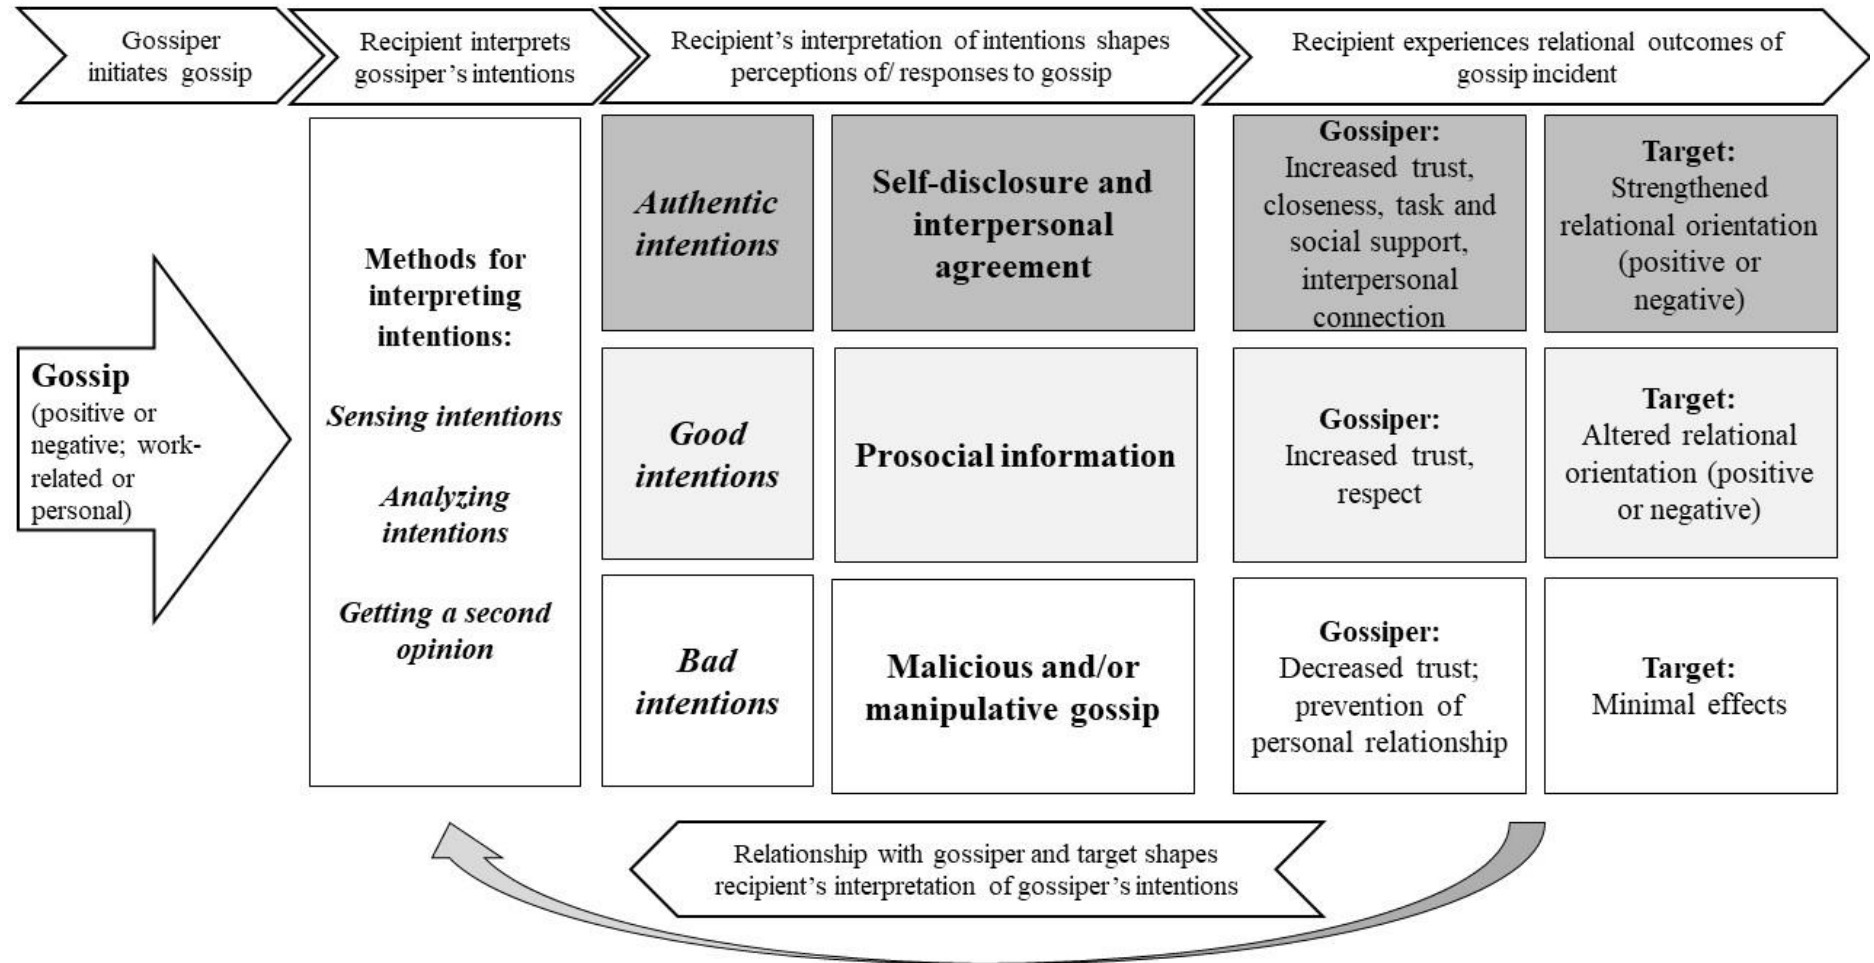 Gossiper
initiates gossip
Recipient interprets
gossiper's intentions
Recipient's interpretation of intentions shapes
perceptions of/ responses to gossip
Recipient experiences relational outcomes of
gossip incident
Gossip
(positive or
negative; work-
related or
personal)
Methods for
interpreting
intentions:
Sensing intentions
Analyzing
intentions
Getting a second
opinion
Authentic
intentions
Self-disclosure and
interpersonal
agreement
Gossiper:
Increased trust,
closeness, task and
social support,
interpersonal
connection
Target:
Strengthened
relational orientation
(positive or
negative)
Good
intentions
Prosocial information
Gossiper:
Increased trust,
respect
Target:
Altered relational
orientation (positive
or negative)
Bad
intentions
Malicious and/or
manipulative gossip
Gossiper:
Decreased trust;
prevention of
personal relationship
Target:
Minimal effects
Relationship with gossiper and target shapes
recipient's interpretation of gossiper's intentions